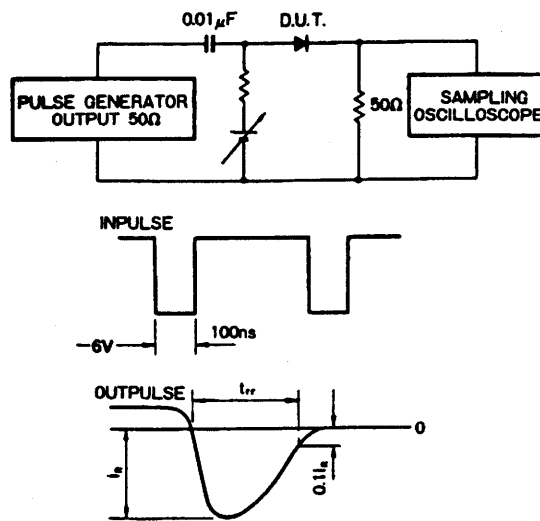 0.01μF
D.U.T.
PULSE GENERATOR
OUTPUT 50Ω
50Ω
SAMPLING
OSCILLOSCOPE
INPULSE
-6V
100ns
OUTPULSE
trr
0
IR
0.1IR